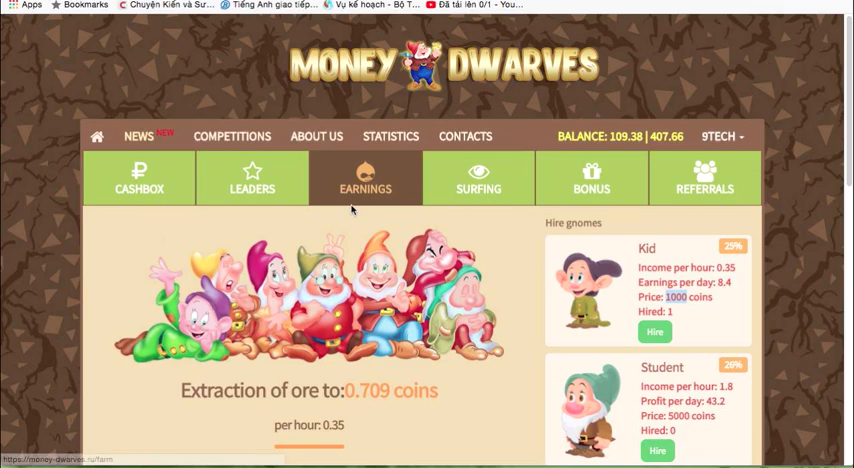 Apps Bookmarks Chuyện Kiến và Sư... Tiếng Anh giao tiếp... Vụ kế hoạch - Bộ T... Đã tải lên 0/1 - You...
MONEY DWARVES
NEWS NEW COMPETITIONS ABOUT US STATISTICS CONTACTS BALANCE: 109.38 | 407.66 9TECH
CASHBOX LEADERS EARNINGS SURFING BONUS REFERRALS
Hire gnomes
Kid 25%
Income per hour: 0.35
Earnings per day: 8.4
Price: 1000 coins
Hired: 1
Hire
Student 26%
Income per hour: 1.8
Profit per day: 43.2
Price: 5000 coins
Hired: 0
Hire
Extraction of ore to:0.709 coins
per hour: 0.35
https://money-dwarves.ru/farm